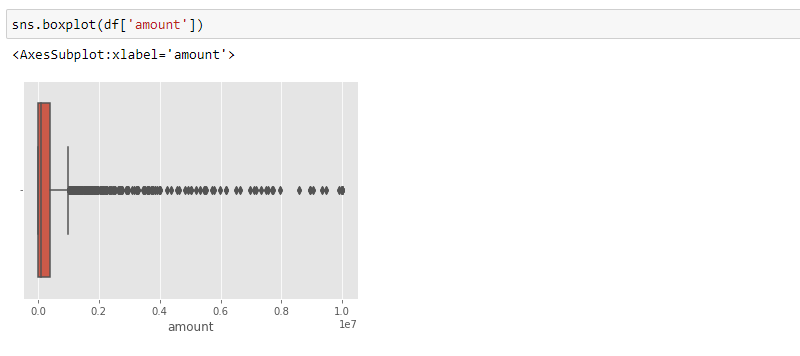 sns.boxplot(df['amount'])
<AxesSubplot:xlabel='amount'>
0.0 0.2 0.4 0.6 0.8 1.0
1e7
amount